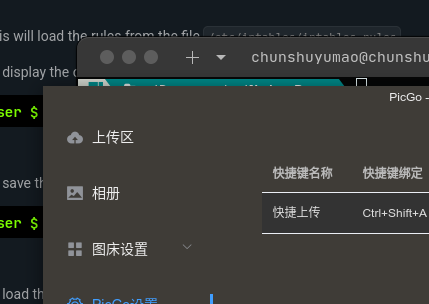 is will load the rules from the file /etc/iptables/iptables.rules
chunshuyumao@chunshu
display the c
PicGo -
ser $
上传区
快捷键名称 快捷键绑定
save th
相册
快捷上传 Ctrl+Shift+A
ser $
图床设置
load th
PicGo设置